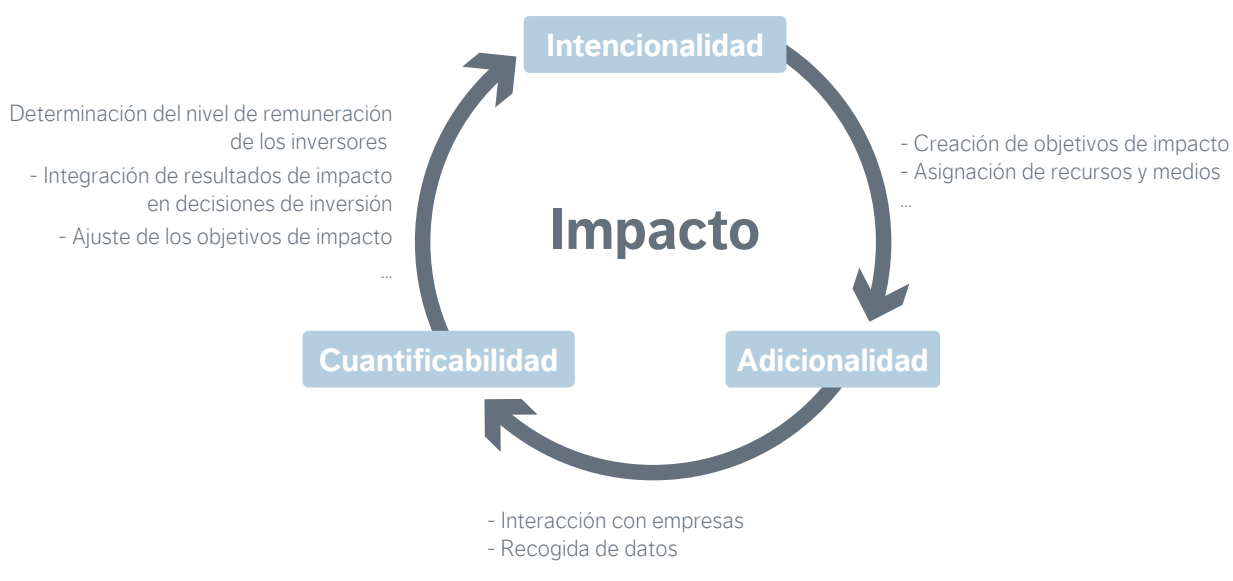 Intencionalidad
Determinación del nivel de remuneración
de los inversores
- Integración de resultados de impacto
en decisiones de inversión
- Ajuste de los objetivos de impacto
...
- Creación de objetivos de impacto
- Asignación de recursos y medios
...
Impacto
Cuantificabilidad
Adicionalidad
- Interacción con empresas
- Recogida de datos